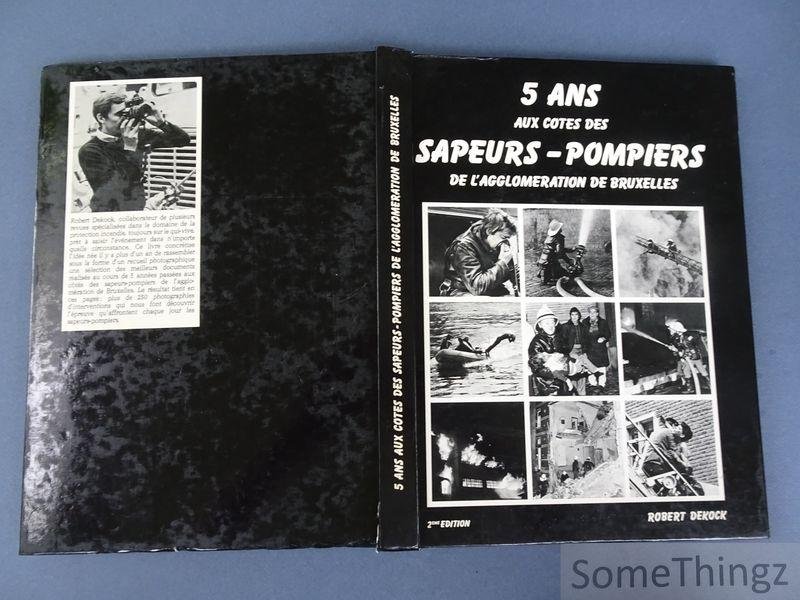 Robert Dekock, collaborateur de plusieurs
revues spécialisées dans le domaine de la
protection incendie, toujours sur le qui-vive,
prêt à saisir l'événement dans n'importe
quelle circonstance. Ce livre concrétise
l'idée née il y a plus d'un an de rassembler
sous la forme d'un recueil photographique
une sélection des meilleurs documents
réalisés au cours de 5 années passées aux
côtés des sapeurs-pompiers de l'agglo-
mération de Bruxelles. Le résultat tient en
ces pages: plus de 250 photographies
d'interventions qui nous font découvrir
l'épreuve qu'affrontent chaque jour les
sapeurs-pompiers.
5 ANS AUX COTES DES SAPEURS-POMPIERS DE L'AGGLOMERATION DE BRUXELLES
5 ANS
AUX COTES DES
SAPEURS-POMPIERS
DE L'AGGLOMERATION DE BRUXELLES
2EME EDITION
ROBERT DEKOCK
SomeThingz